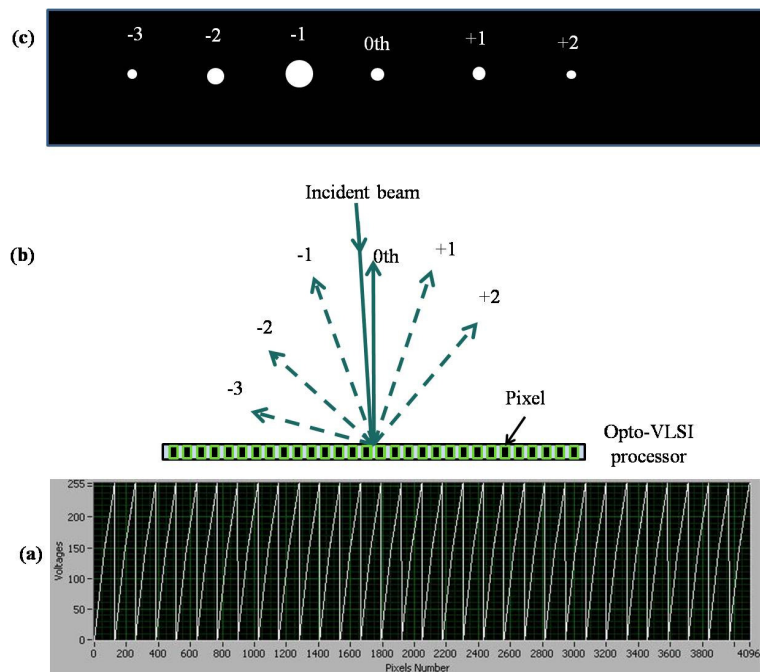 (c)
-3 -2 -1 0th +1 +2
Incident beam
(b)
-1 0th +1
-2 +2
-3
Pixel
Opto-VLSI
processor
(a)
Voltages
255
200
150
100
50
0
0 200 400 600 800 1000 1200 1400 1600 1800 2000 2200 2400 2600 2800 3000 3200 3400 3600 3800 4096
Pixels Number